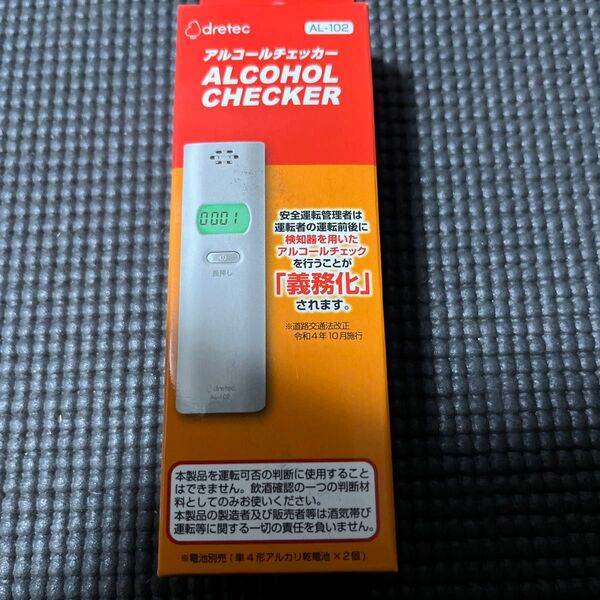 dretec
AL-102
アルコールチェッカー
ALCOHOL
CHECKER
0001
長押し
安全運転管理者は
運転者の運転前後に
検知器を用いた
アルコールチェック
を行うことが
「義務化」
されます。
※道路交通法改正
令和4年10月施行
dretec
AL-102
本製品を運転可否の判断に使用すること
はできません。飲酒確認の一つの判断材
料としてのみお使いください。
本製品の製造者及び販売者等は酒気帯び
運転等に関する一切の責任を負いません。
※電池別売(単4形アルカリ乾電池×2個)